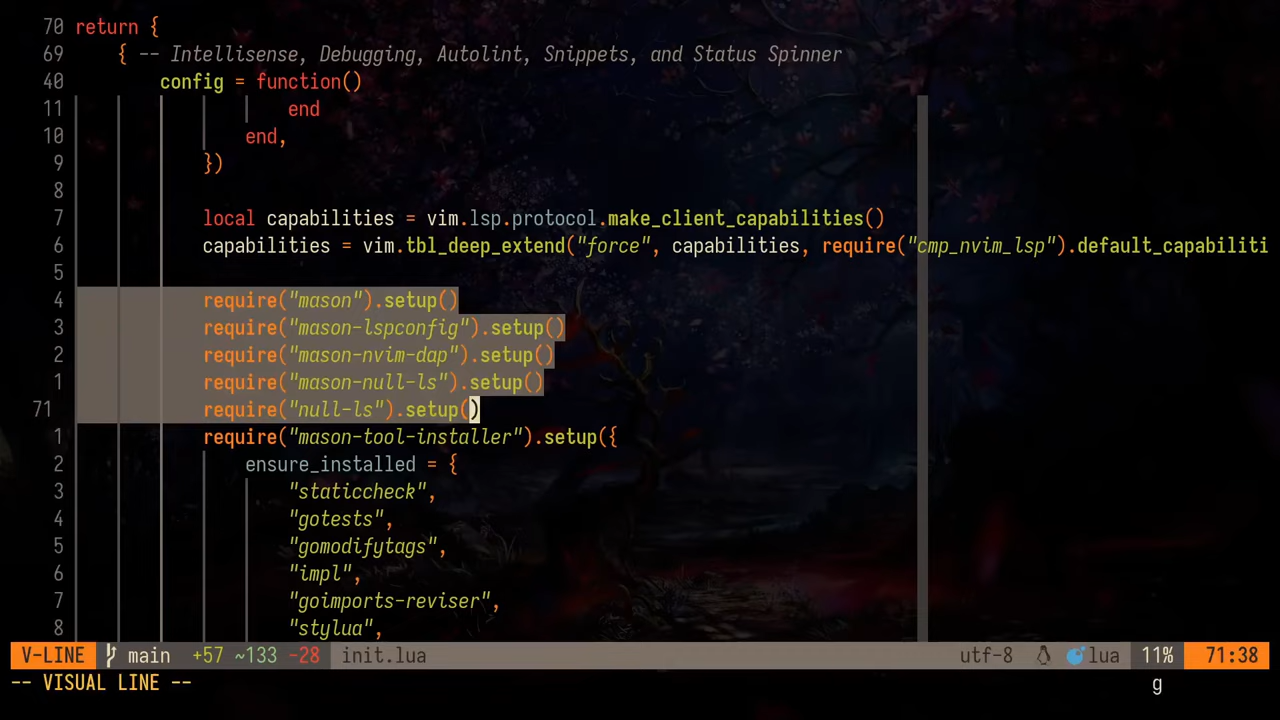 70 return {
69 { -- Intellisense, Debugging, Autolint, Snippets, and Status Spinner
40 config = function()
11 end
10 end,
9 })
8
7 local capabilities = vim.lsp.protocol.make_client_capabilities()
6 capabilities = vim.tbl_deep_extend("force", capabilities, require("cmp_nvim_lsp").default_capabiliti
5
4 require("mason").setup()
3 require("mason-lspconfig").setup()
2 require("mason-nvim-dap").setup()
1 require("mason-null-ls").setup()
71 require("null-ls").setup()
1 require("mason-tool-installer").setup({
2 ensure_installed = {
3 "staticcheck",
4 "gotests",
5 "gomodifytags",
6 "impl",
7 "goimports-reviser",
8 "stylua",
V-LINE main +57 ~133 -28 init.lua utf-8 lua 11% 71:38
-- VISUAL LINE -- g